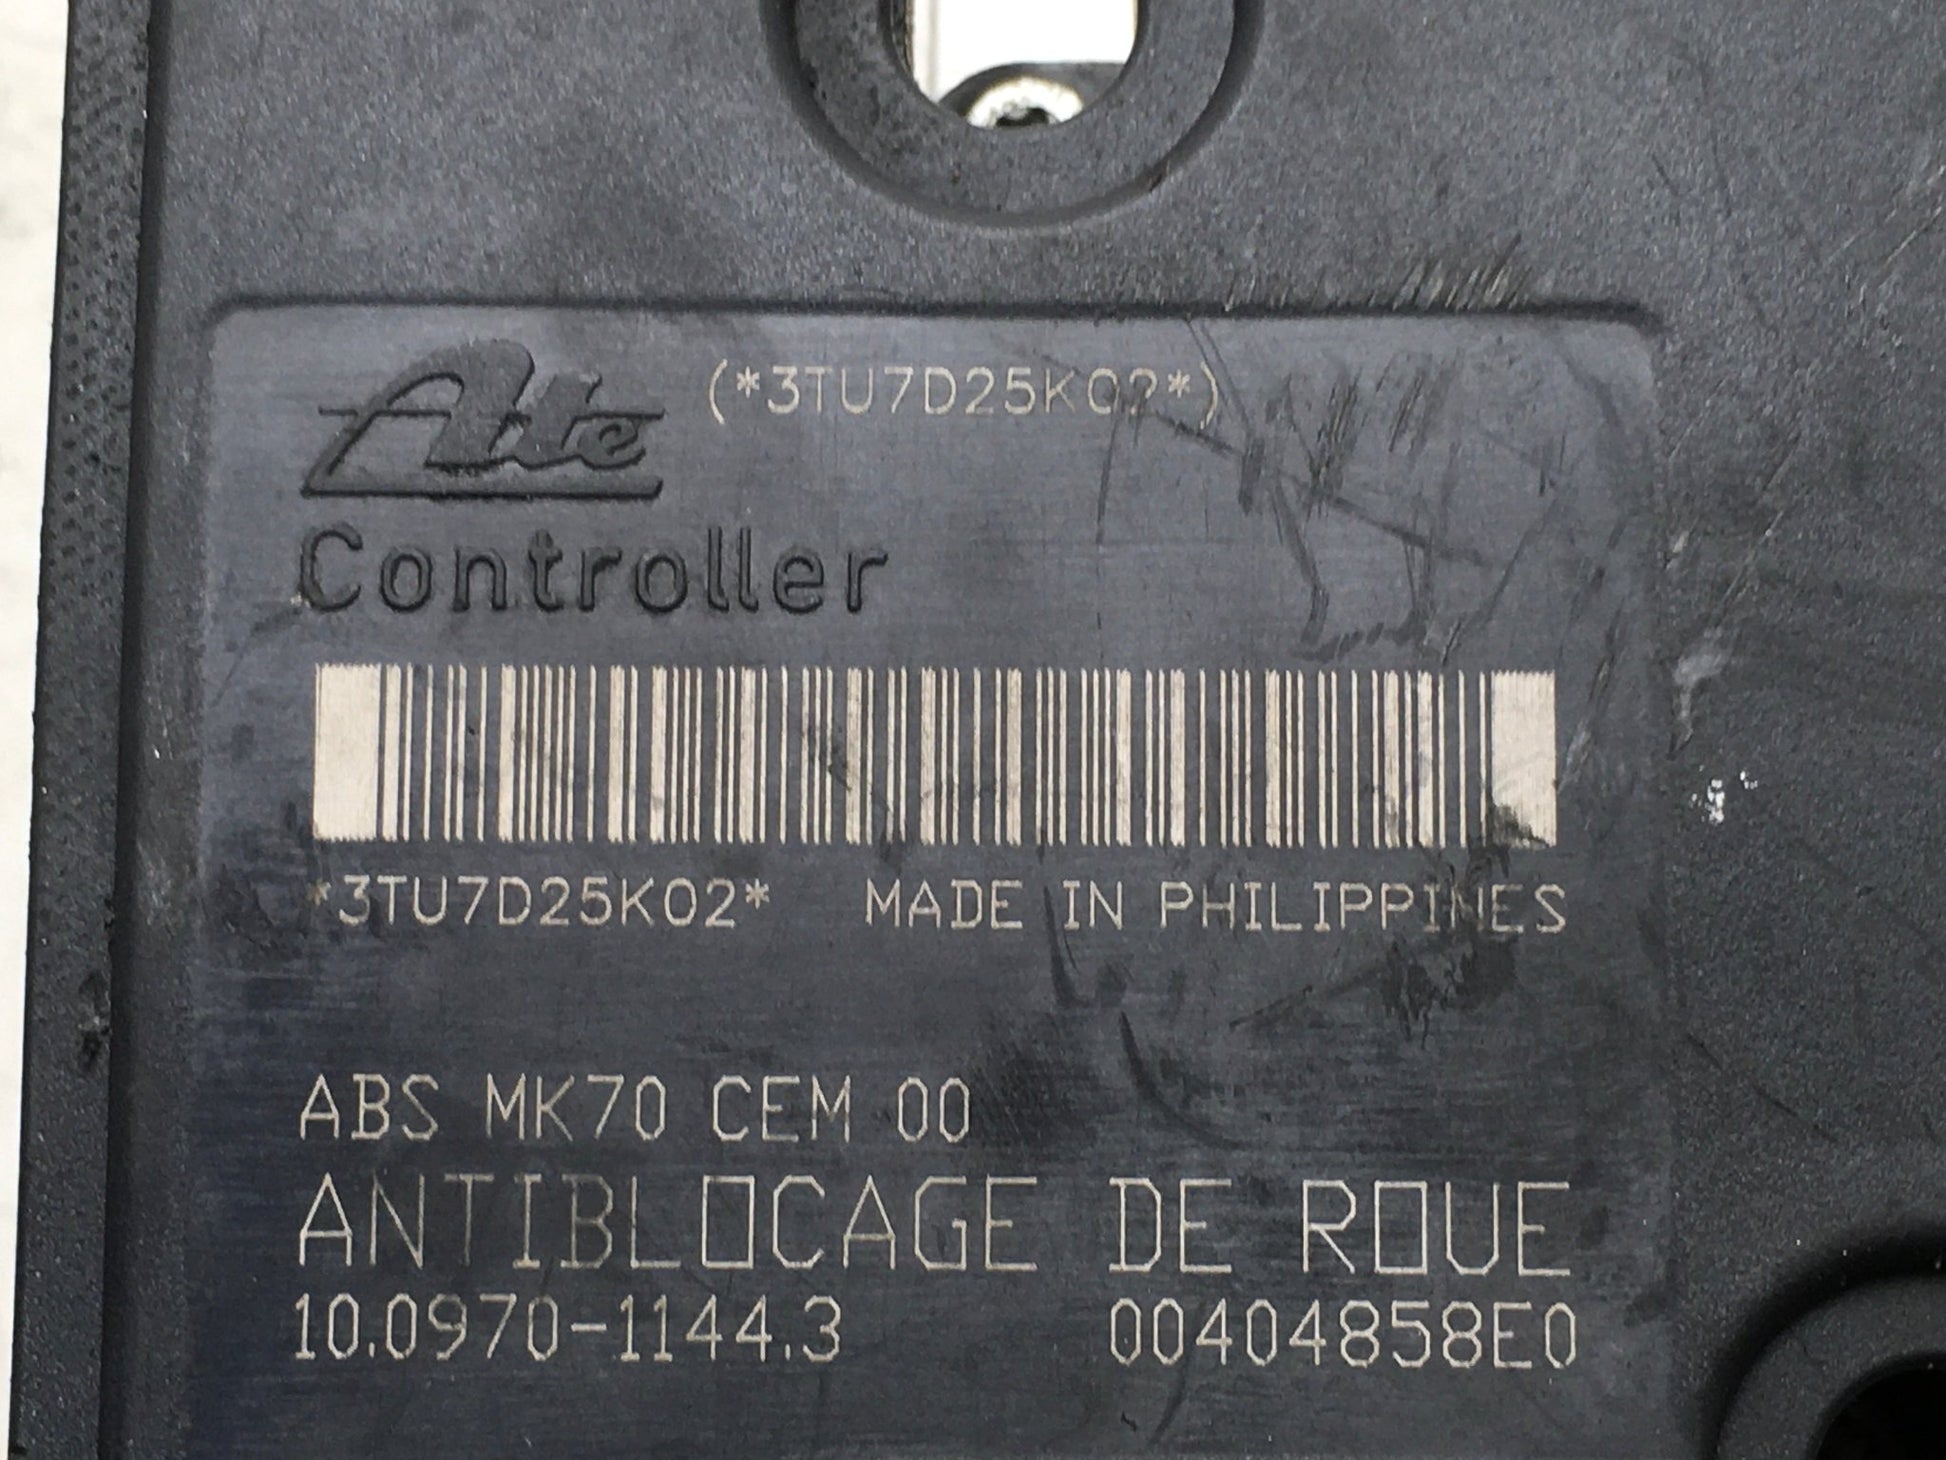 Ate (*3TU7D25K02*)
Controller
*3TU7D25K02* MADE IN PHILIPPINES
ABS MK70 CEM 00
ANTIBLOCAGE DE ROUE
10.0970-1144.3 00404858E0